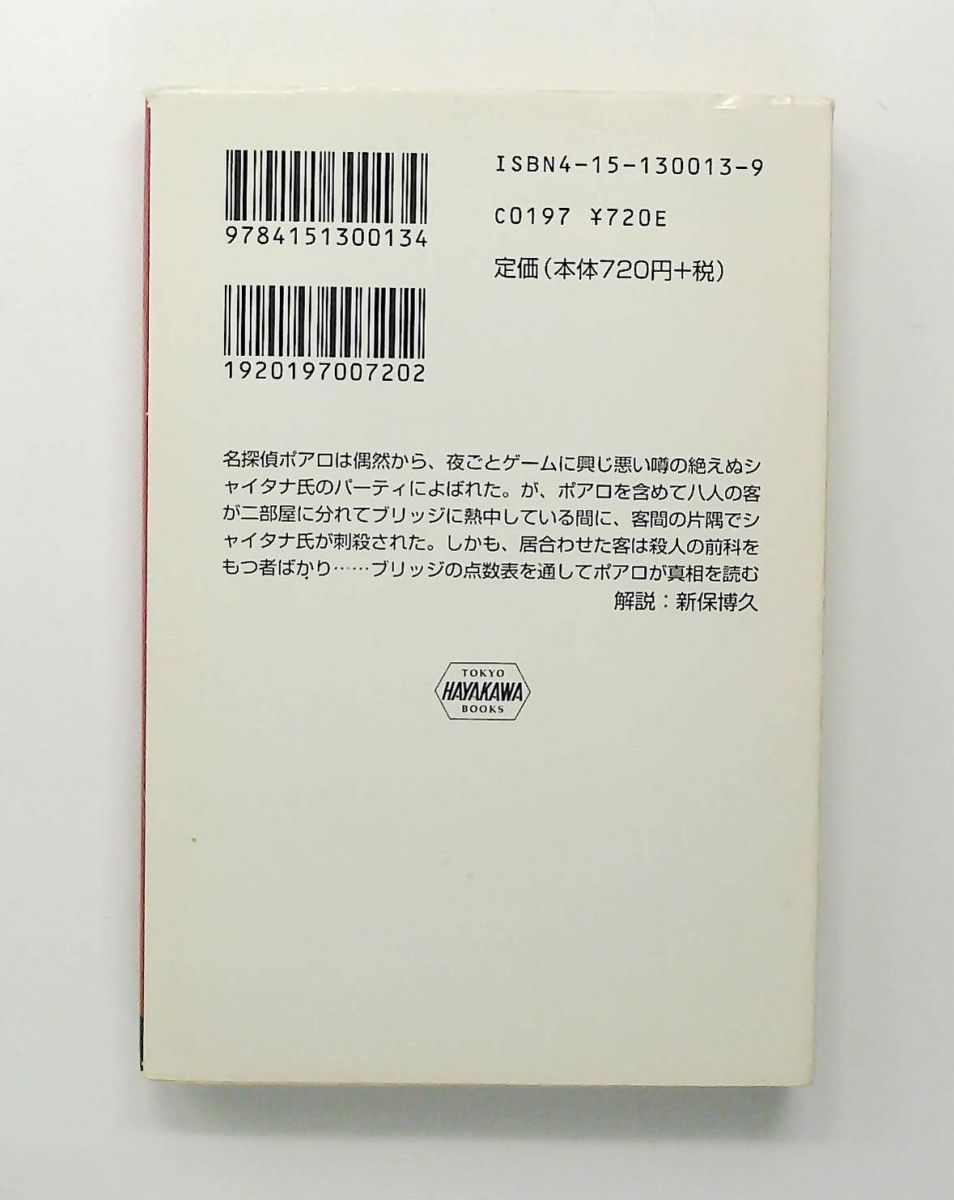 ISBN4-15-130013-9
9784151300134
C0197 ¥720E
定価(本体720円+税)
1920197007202
名探偵ポアロは偶然から、夜ごとゲームに興じ悪い噂の絶えぬシ
ャイタナ氏のパーティによばれた。が、ポアロを含めて八人の客
が二部屋に分れてブリッジに熱中している間に、客間の片隅でシ
ャイタナ氏が刺殺された。しかも、居合わせた客は殺人の前科を
もつ者ばかり……ブリッジの点数表を通してポアロが真相を読む
解説：新保博久
TOKYO
HAYAKAWA
BOOKS